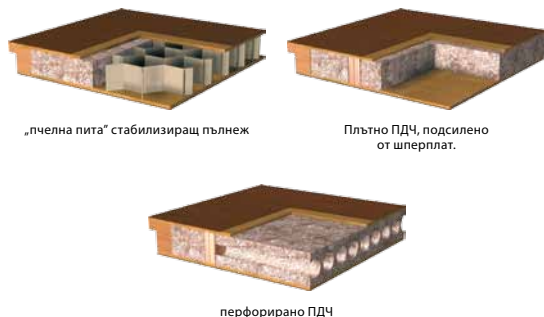 „пчелна пита” стабилизиращ пълнеж
Плътно ПДЧ, подсилено
от шперплат.
перфорирано ПДЧ